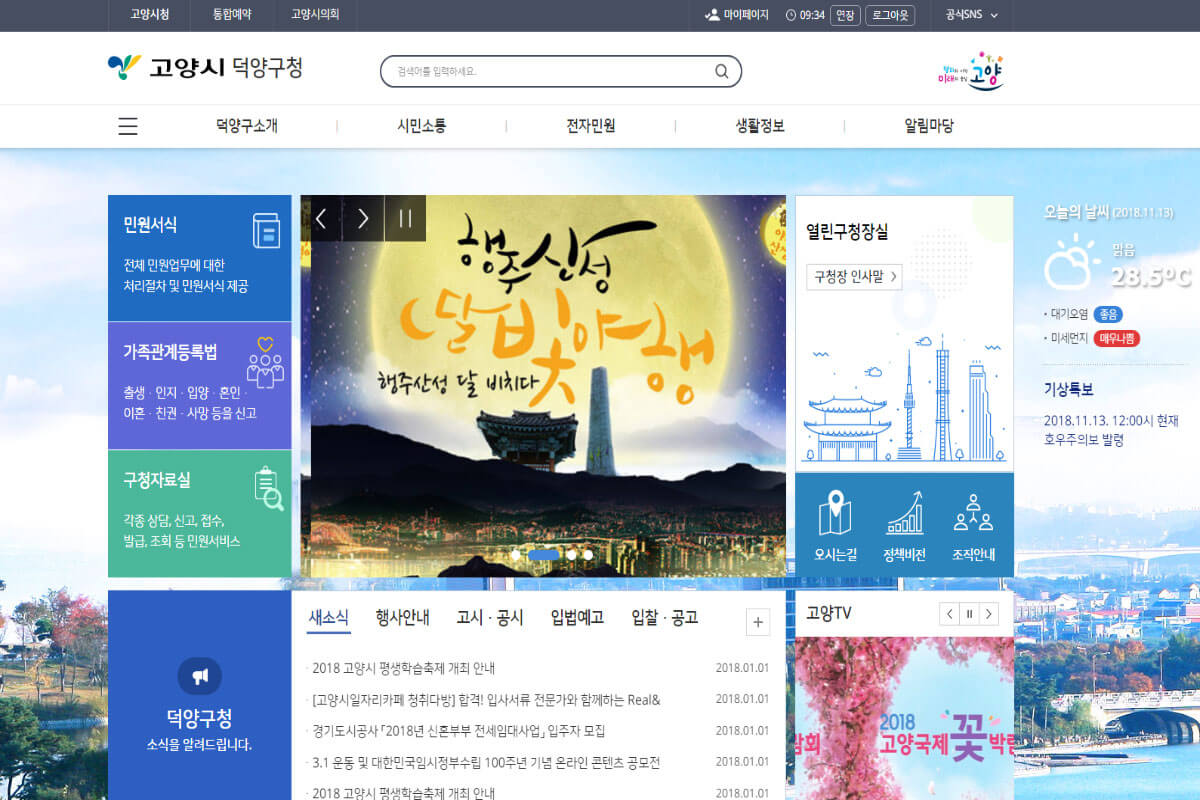 고양시청 통합예약 고양시의회 마이페이지 09:34 연장 로그아웃 공식SNS
고양시 덕양구청
검색어를 입력하세요.
고양
덕양구소개 시민소통 전자민원 생활정보 알림마당
민원서식
전체 민원업무에 대한
처리절차 및 민원서식 제공
가족관계등록법
출생 · 인지 · 입양 · 혼인 ·
이혼 · 친권 · 사망 등을 신고
구청자료실
각종 상담, 신고, 접수,
발급, 조회 등 민원서비스
행주산성
달빛야행
행주산성 달 비치다
열린구청장실
구청장 인사말
오시는길 정책비전 조직안내
오늘의 날씨 (2018.11.13)
맑음
28.5ºC
· 대기오염 좋음
· 미세먼지 매우나쁨
기상특보
2018.11.13. 12:00시 현재
호우주의보 발령
덕양구청
소식을 알려드립니다.
새소식 행사안내 고시 · 공시 입법예고 입찰 · 공고
· 2018 고양시 평생학습축제 개최 안내 2018.01.01
· [고양시일자리카페 청취다방] 합격! 입사서류 전문가와 함께하는 Real& 2018.01.01
· 경기도시공사 ｢2018년 신혼부부 전세임대사업｣ 입주자 모집 2018.01.01
· 3.1 운동 및 대한민국임시정부수립 100주년 기념 온라인 콘텐츠 공모전 2018.01.01
· 2018 고양시 평생학습축제 개최 안내 2018.01.01
고양TV
2018
고양국제꽃박람